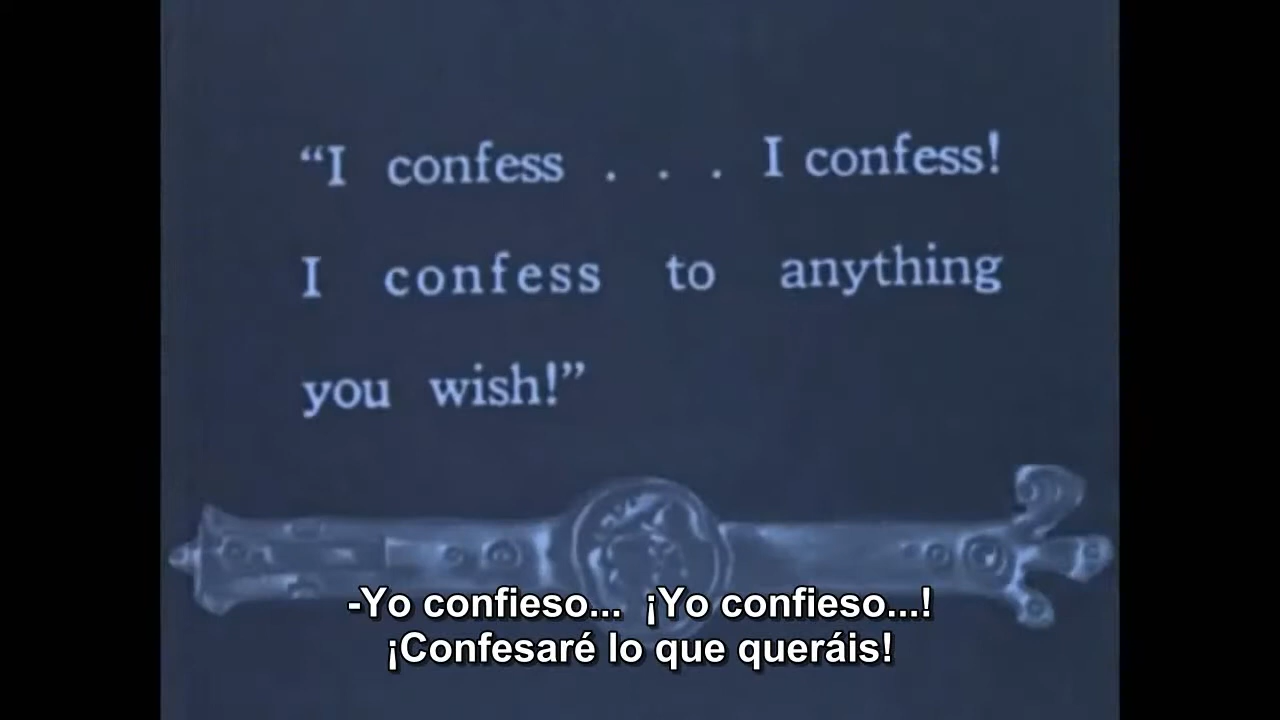 “I confess . . . I confess!
I confess to anything
you wish!”
-Yo confieso... ¡Yo confieso...!
¡Confesaré lo que queráis!